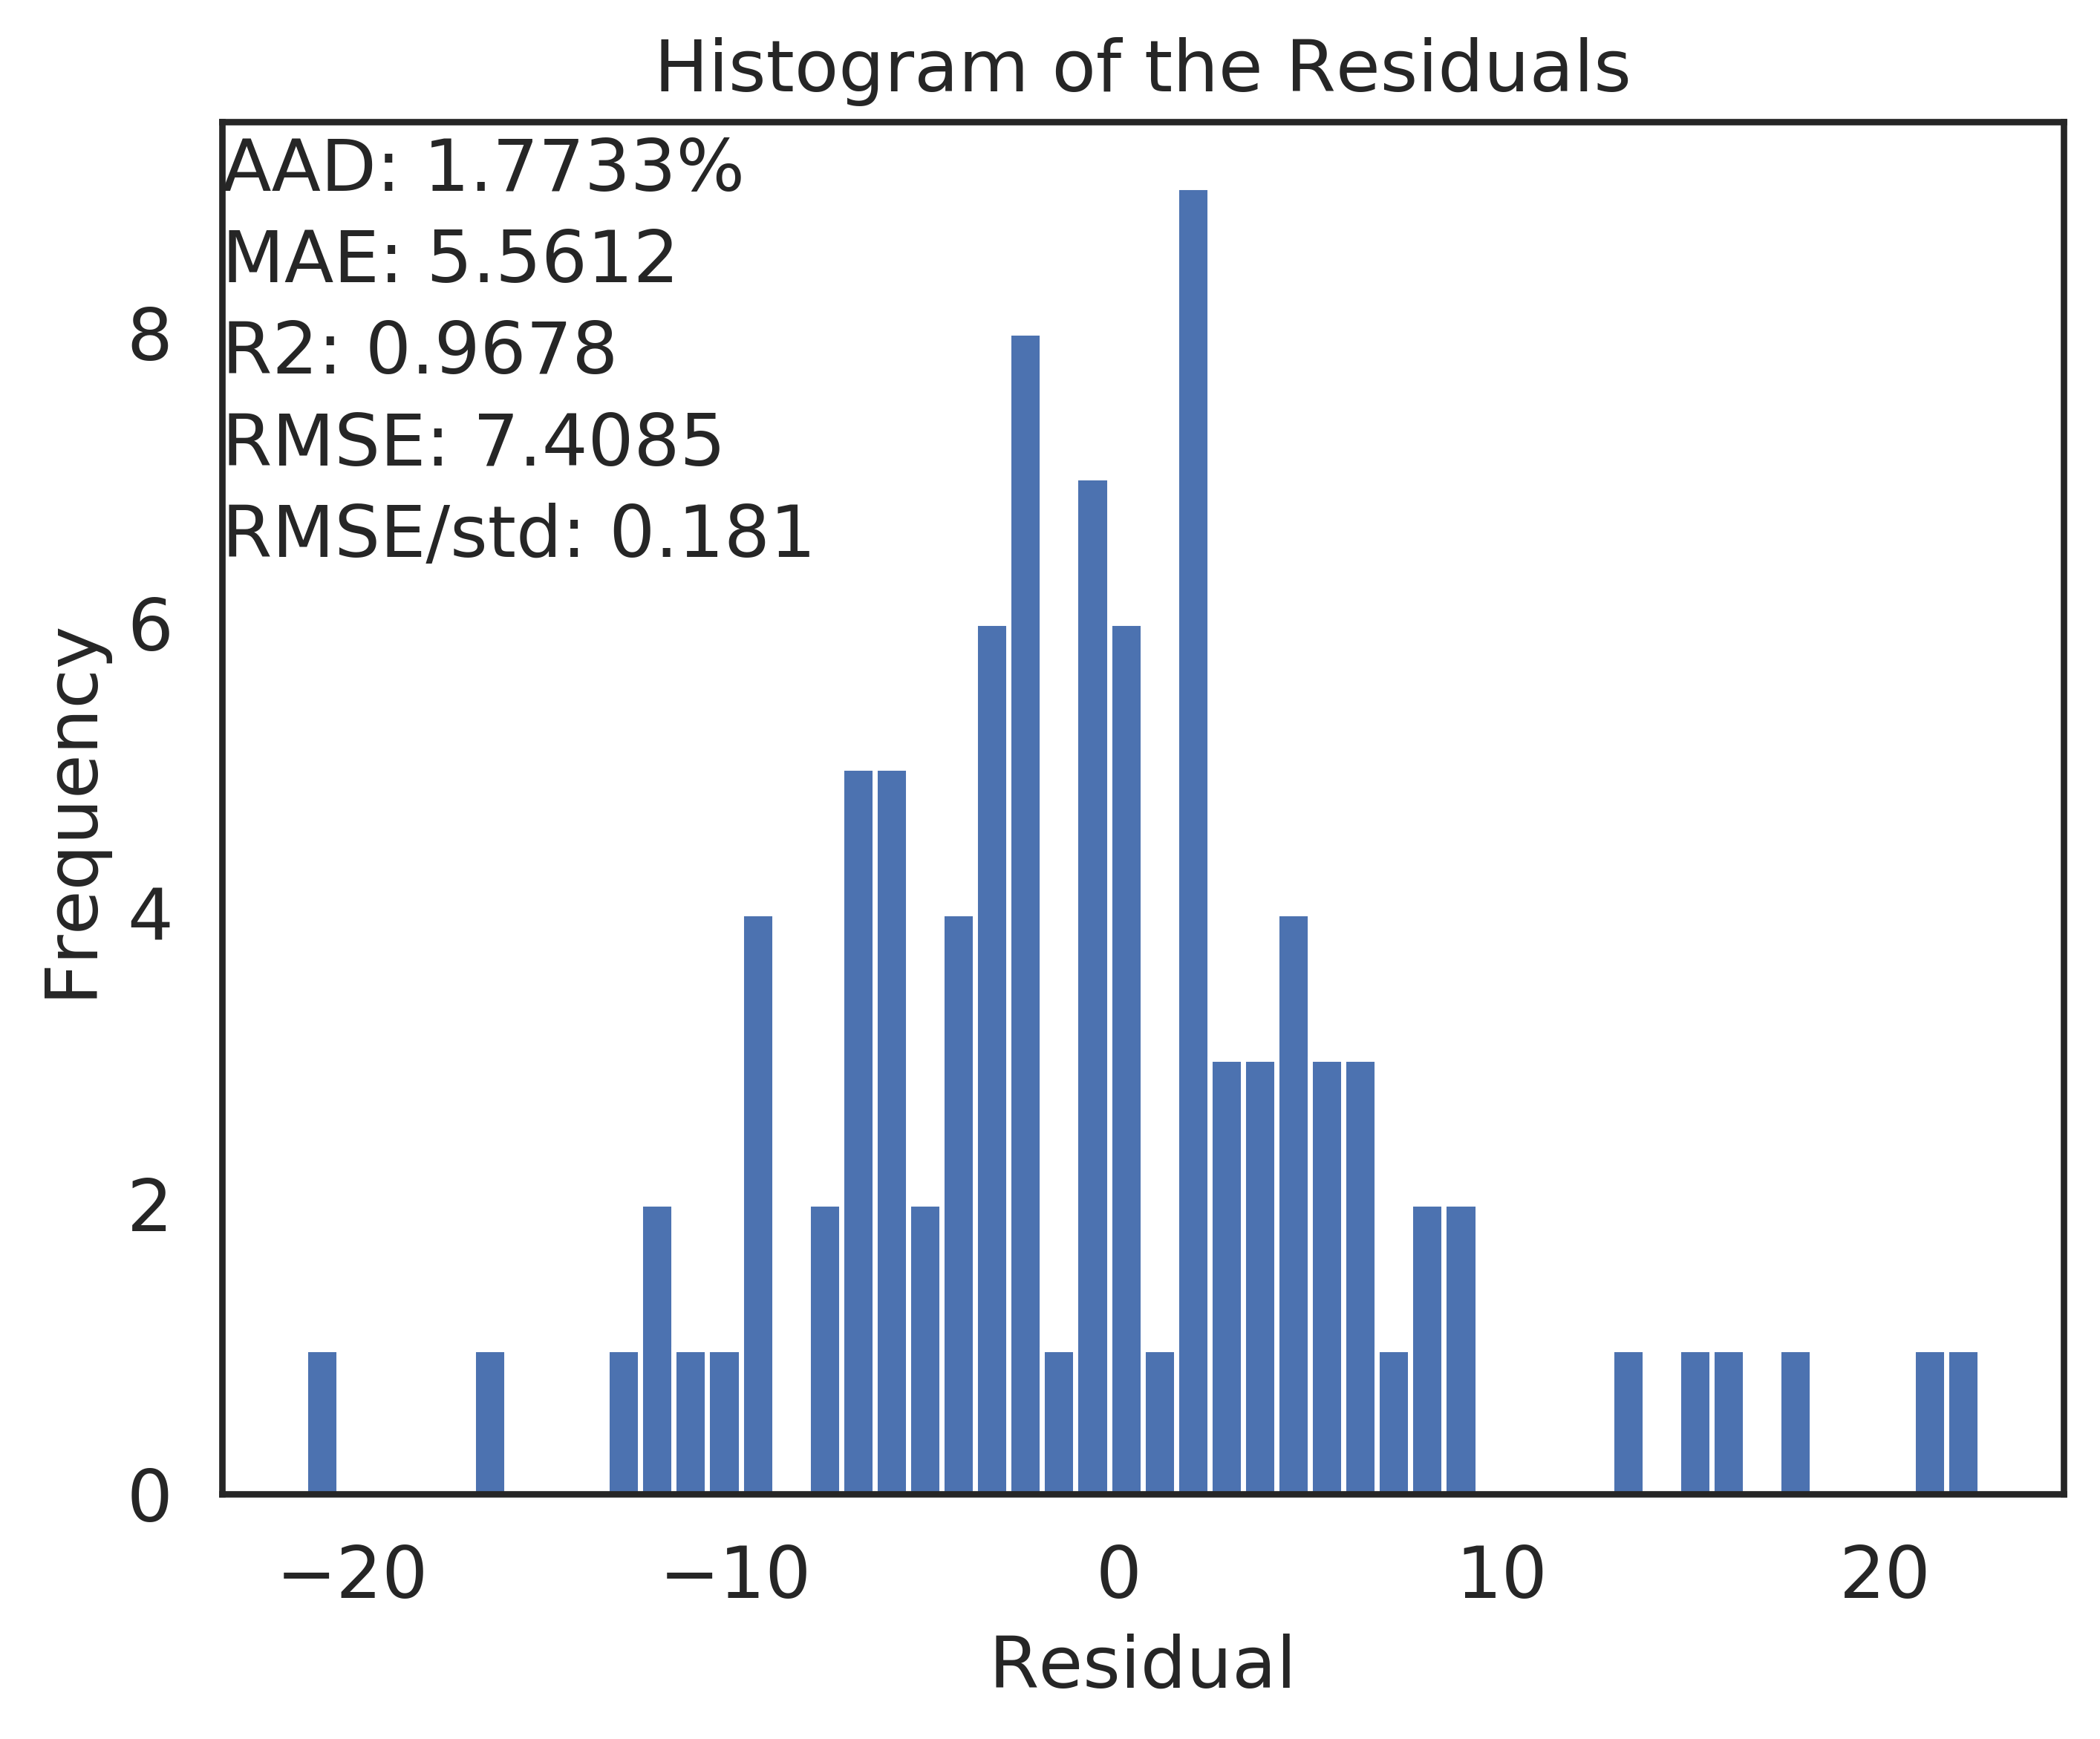 Histogram of the Residuals
AAD: 1.7733%
MAE: 5.5612
R2: 0.9678
RMSE: 7.4085
RMSE/std: 0.181
Frequency
8
6
4
2
0
−20 −10 0 10 20
Residual